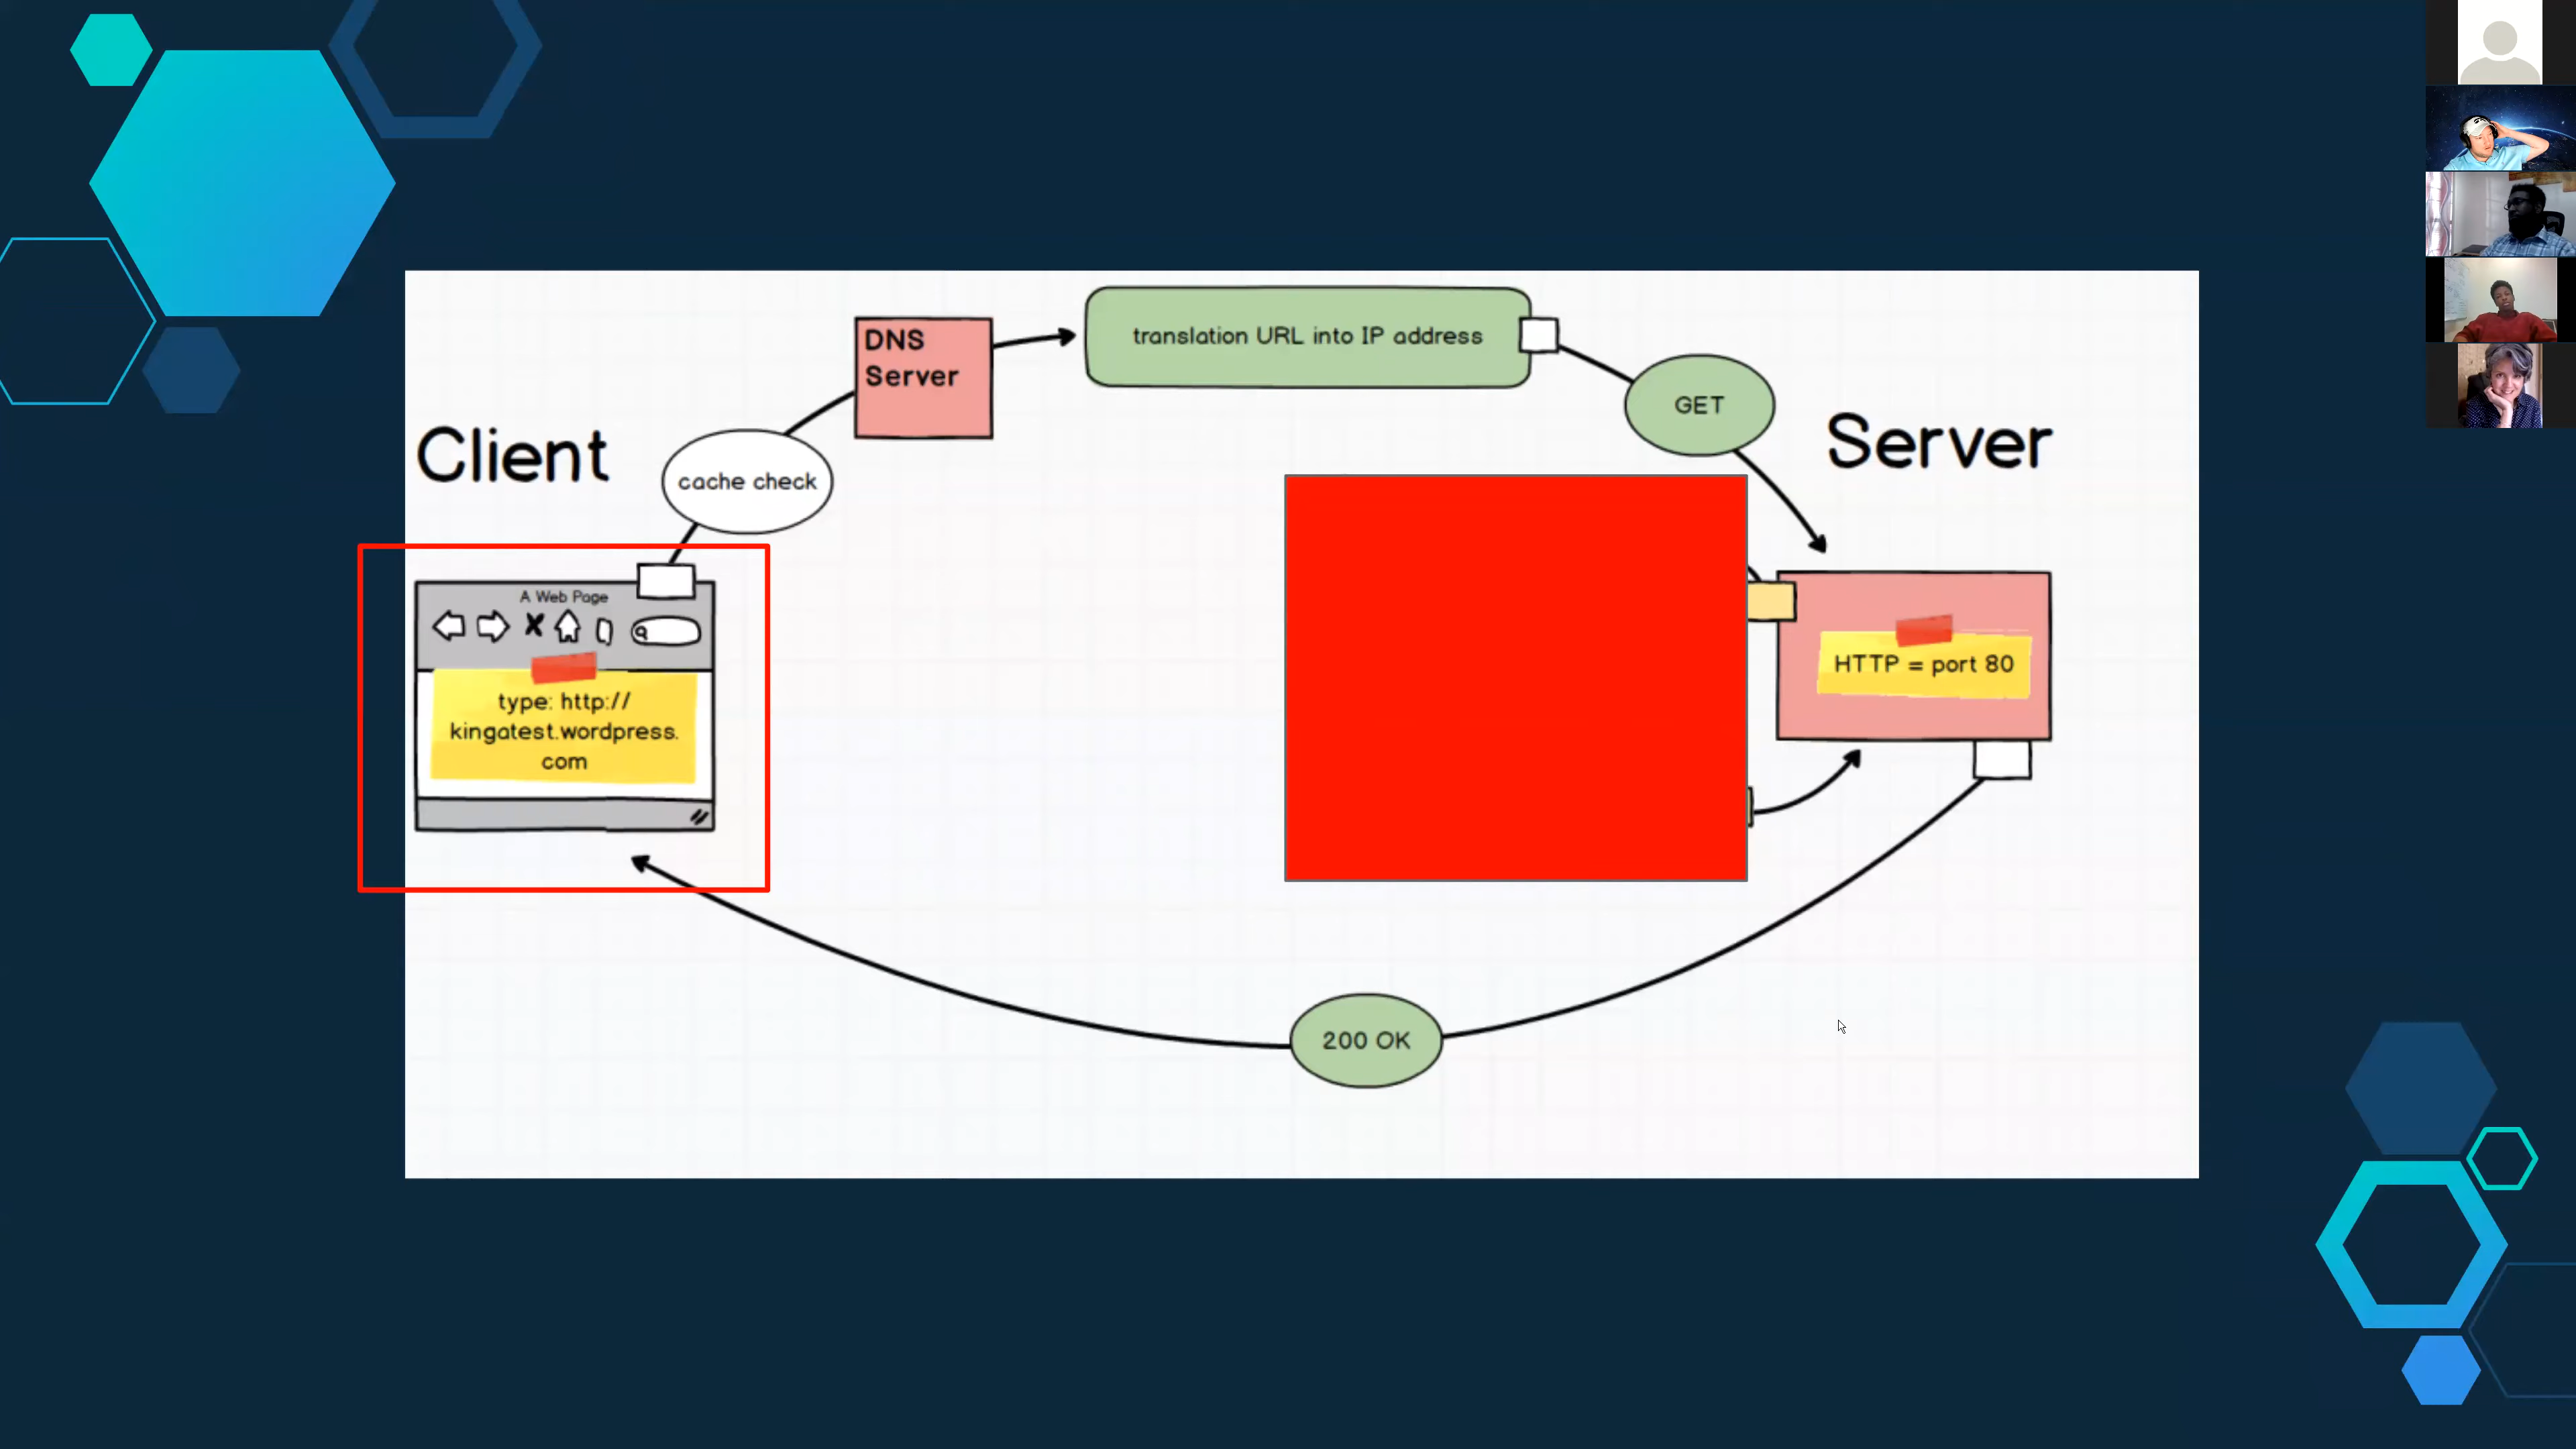 translation URL into IP address
DNS
Server
GET
Client
Server
cache check
A Web Page
type: http://
kingatest.wordpress.
com
HTTP = port 80
200 OK